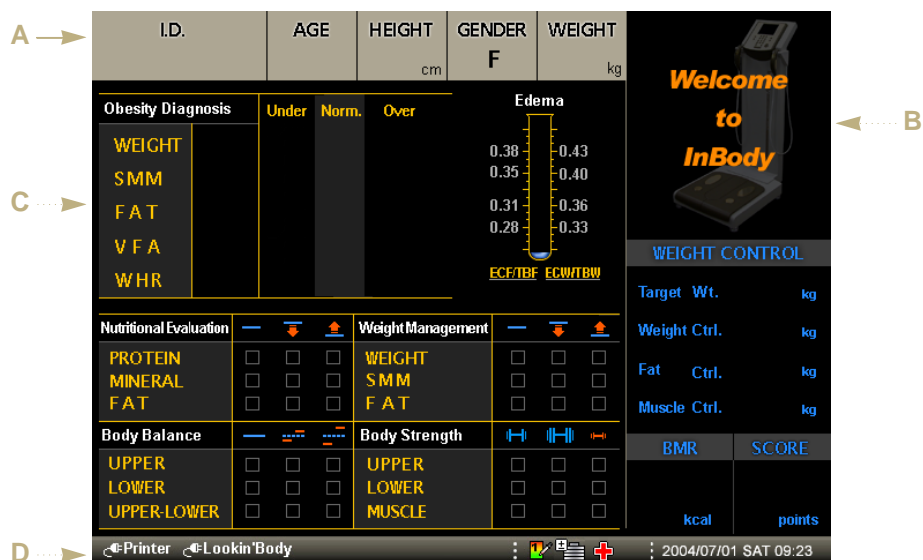 A
I.D. AGE HEIGHT GENDER WEIGHT
cm F kg
B
Welcome
to
InBody
C
Obesity Diagnosis Under Norm. Over
WEIGHT
SMM
FAT
VFA
WHR
Edema
0.38 0.43
0.35 0.40
0.31 0.36
0.28 0.33
ECF/TBF ECW/TBW
WEIGHT CONTROL
Target Wt. kg
Weight Ctrl. kg
Fat Ctrl. kg
Muscle Ctrl. kg
Nutritional Evaluation
PROTEIN
MINERAL
FAT
Weight Management
WEIGHT
SMM
FAT
Body Balance
UPPER
LOWER
UPPER-LOWER
Body Strength
UPPER
LOWER
MUSCLE
BMR SCORE
kcal points
D
Printer Lookin'Body 2004/07/01 SAT 09:23